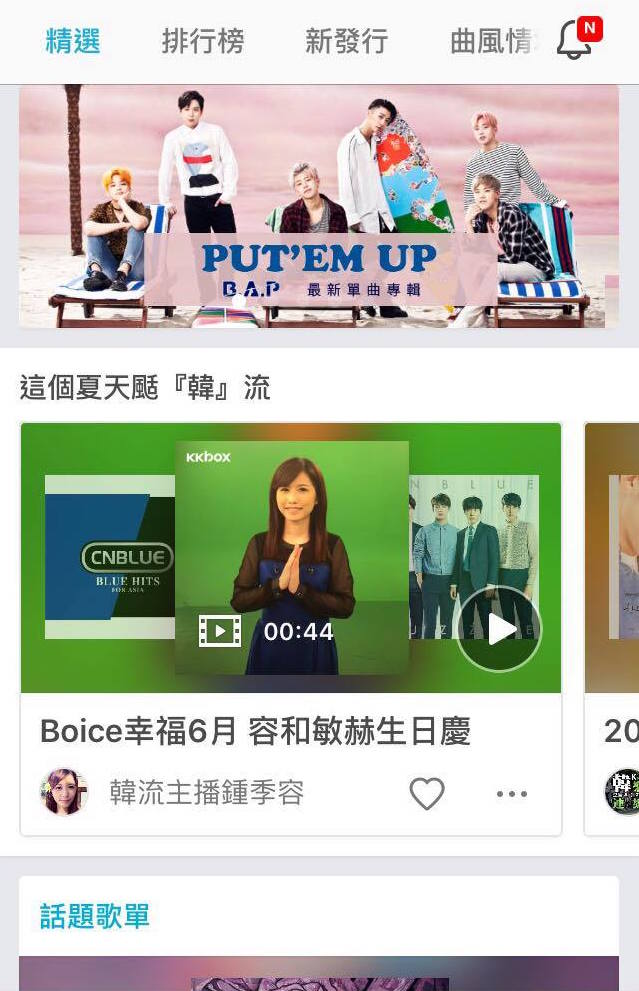 精選 排行榜 新發行 曲風情
N
PUT'EM UP
B.A.P 最新單曲專輯
這個夏天颳『韓』流
KKBOX
CNBLUE
BLUE HITS
FOR ASIA
00:44
Boice幸福6月 容和敏赫生日慶
20
韓流主播鍾季容
話題歌單